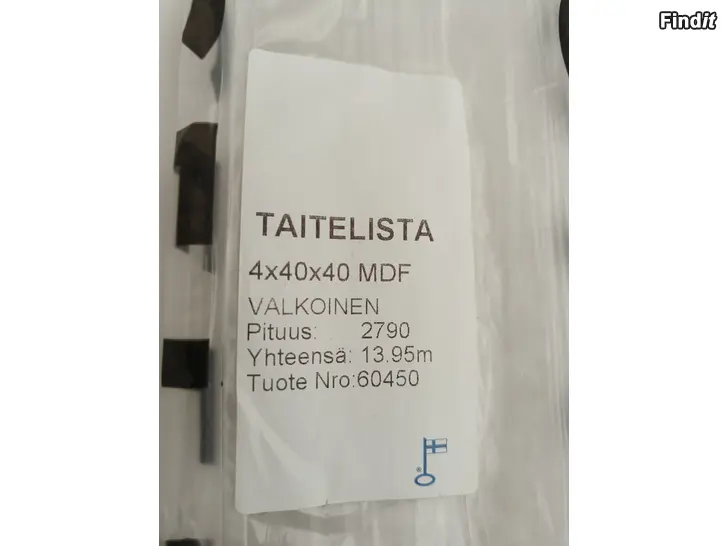 Findit
TAITELISTA
4x40x40 MDF
VALKOINEN
Pituus: 2790
Yhteensä: 13.95m
Tuote Nro:60450
®